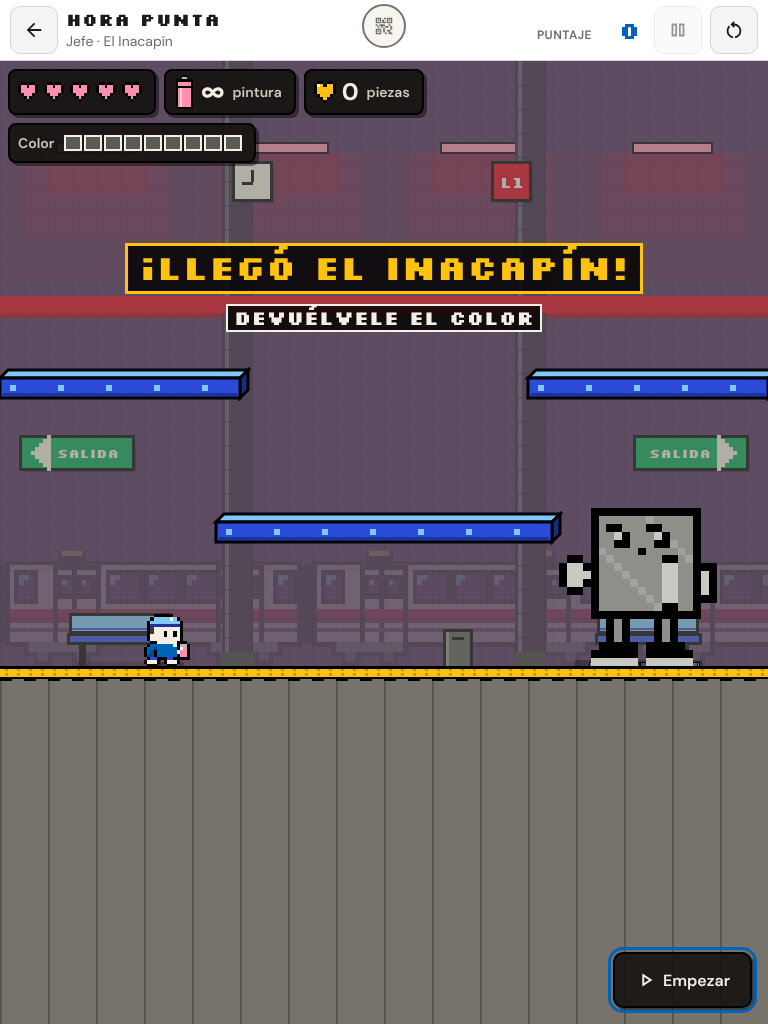 HORA PUNTA
Jefe · El Inacapín
PUNTAJE 0
∞ pintura
0 piezas
Color
L1
¡LLEGÓ EL INACAPÍN!
DEVUÉLVELE EL COLOR
SALIDA
SALIDA
Empezar